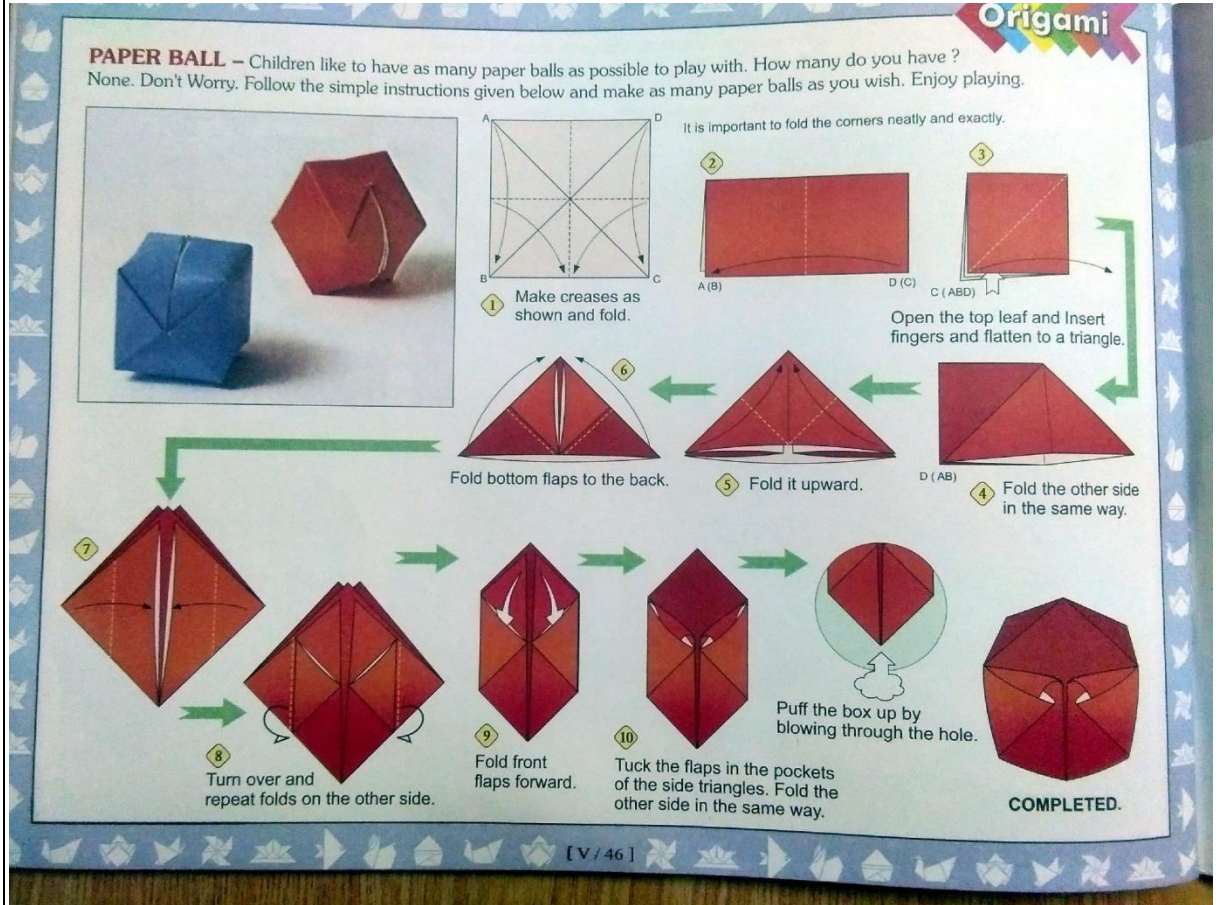 Origami
PAPER BALL – Children like to have as many paper balls as possible to play with. How many do you have ?
None. Don't Worry. Follow the simple instructions given below and make as many paper balls as you wish. Enjoy playing.
It is important to fold the corners neatly and exactly.
A
D
B
C
1
Make creases as
shown and fold.
2
A (B)
D (C)
3
C ( ABD)
Open the top leaf and Insert
fingers and flatten to a triangle.
6
Fold bottom flaps to the back.
5
Fold it upward.
D ( AB)
4
Fold the other side
in the same way.
7
8
Turn over and
repeat folds on the other side.
9
Fold front
flaps forward.
10
Tuck the flaps in the pockets
of the side triangles. Fold the
other side in the same way.
Puff the box up by
blowing through the hole.
COMPLETED.
[ V / 46 ]